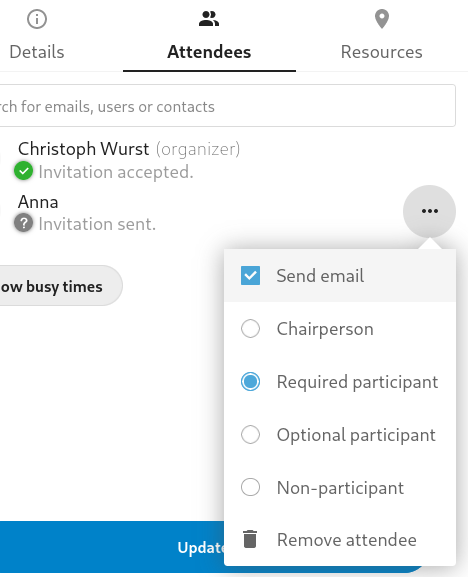 Details
Attendees
Resources
rch for emails, users or contacts
Christoph Wurst (organizer)
Invitation accepted.
Anna
Invitation sent.
ow busy times
Send email
Chairperson
Required participant
Optional participant
Non-participant
Remove attendee
Update